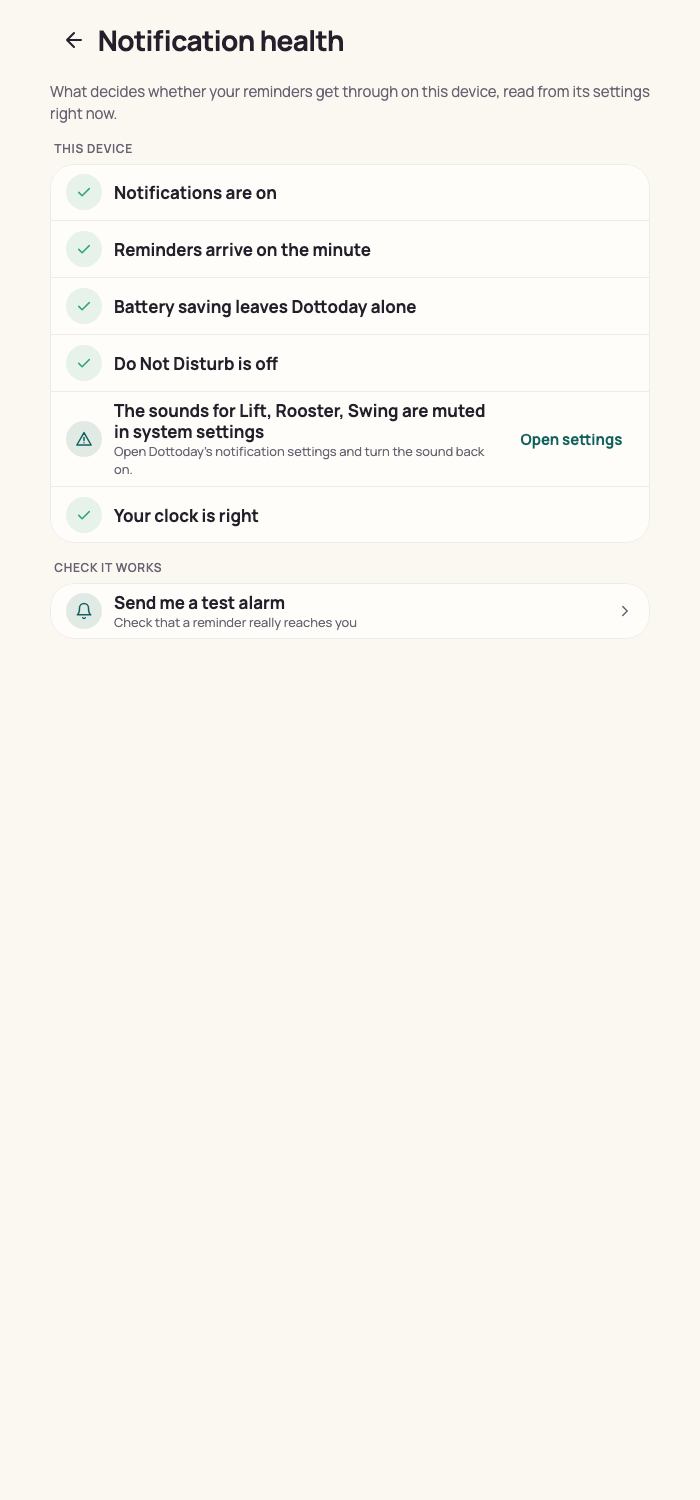 Notification health
What decides whether your reminders get through on this device, read from its settings
right now.
THIS DEVICE
Notifications are on
Reminders arrive on the minute
Battery saving leaves Dottoday alone
Do Not Disturb is off
The sounds for Lift, Rooster, Swing are muted
in system settings
Open Dottoday's notification settings and turn the sound back
on.
Open settings
Your clock is right
CHECK IT WORKS
Send me a test alarm
Check that a reminder really reaches you